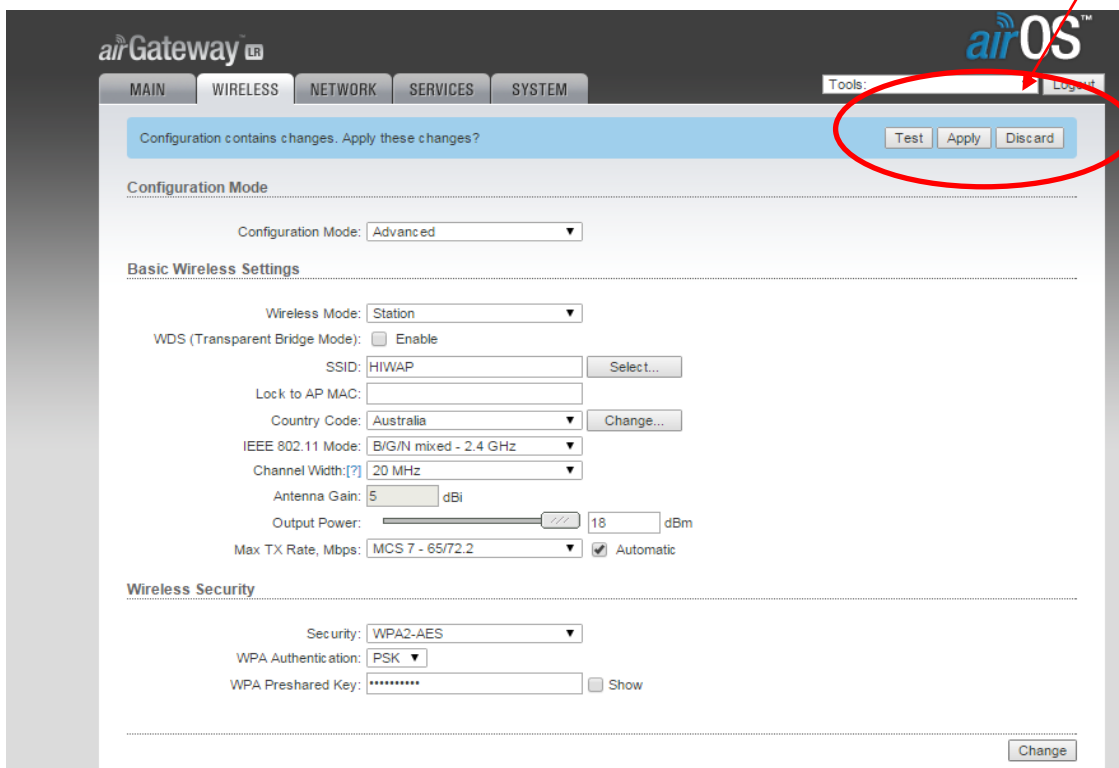 airGateway™ LR
airOS™
MAIN WIRELESS NETWORK SERVICES SYSTEM
Tools: Logout
Configuration contains changes. Apply these changes? Test Apply Discard
Configuration Mode
Configuration Mode: Advanced
Basic Wireless Settings
Wireless Mode: Station
WDS (Transparent Bridge Mode): Enable
SSID: HIWAP Select...
Lock to AP MAC:
Country Code: Australia Change...
IEEE 802.11 Mode: B/G/N mixed - 2.4 GHz
Channel Width:[?] 20 MHz
Antenna Gain: 5 dBi
Output Power: 18 dBm
Max TX Rate, Mbps: MCS 7 - 65/72.2 Automatic
Wireless Security
Security: WPA2-AES
WPA Authentication: PSK
WPA Preshared Key: •••••••••• Show
Change